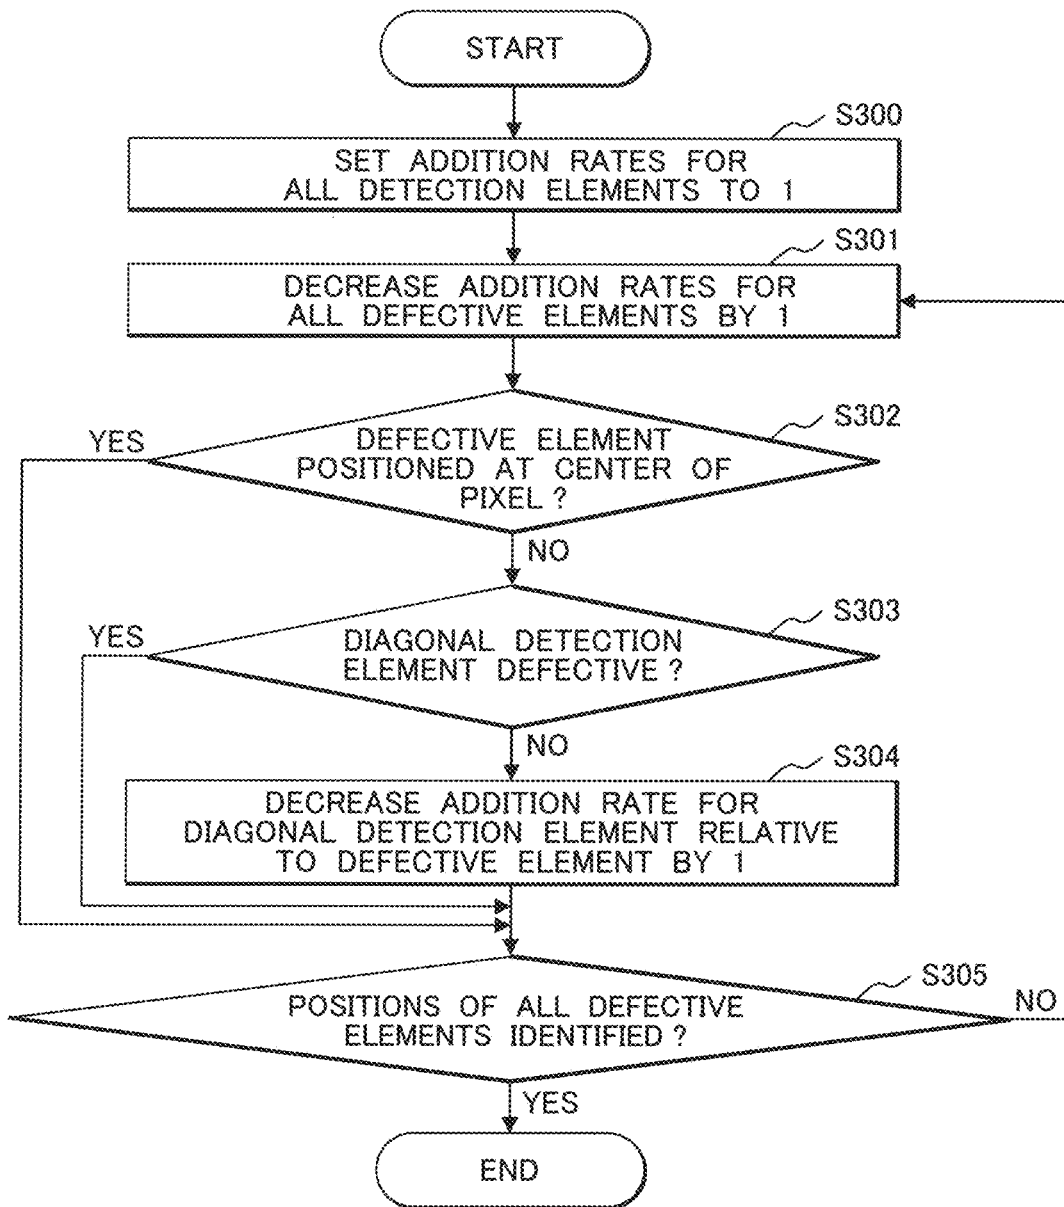 START
S300
SET ADDITION RATES FOR
ALL DETECTION ELEMENTS TO 1
S301
DECREASE ADDITION RATES FOR
ALL DEFECTIVE ELEMENTS BY 1
S302
YES
DEFECTIVE ELEMENT
POSITIONED AT CENTER OF
PIXEL ?
NO
S303
YES
DIAGONAL DETECTION
ELEMENT DEFECTIVE ?
NO
S304
DECREASE ADDITION RATE FOR
DIAGONAL DETECTION ELEMENT RELATIVE
TO DEFECTIVE ELEMENT BY 1
S305
POSITIONS OF ALL DEFECTIVE
ELEMENTS IDENTIFIED ?
NO
YES
END